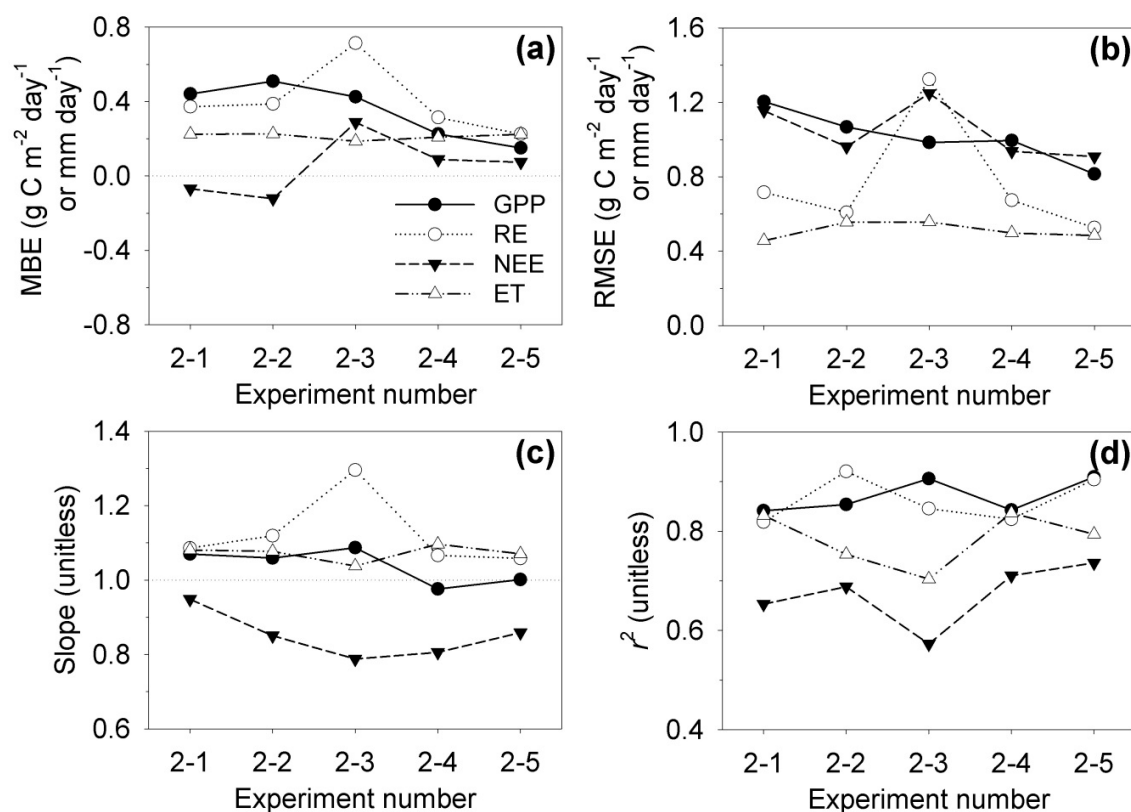 (a)
MBE (g C m-2 day-1
or mm day-1)
0.8
0.4
0.0
-0.4
-0.8
GPP
RE
NEE
ET
2-1 2-2 2-3 2-4 2-5
Experiment number
(b)
RMSE (g C m-2 day-1
or mm day-1)
1.6
1.2
0.8
0.4
0.0
2-1 2-2 2-3 2-4 2-5
Experiment number
(c)
Slope (unitless)
1.4
1.2
1.0
0.8
0.6
2-1 2-2 2-3 2-4 2-5
Experiment number
(d)
r2 (unitless)
1.0
0.8
0.6
0.4
2-1 2-2 2-3 2-4 2-5
Experiment number